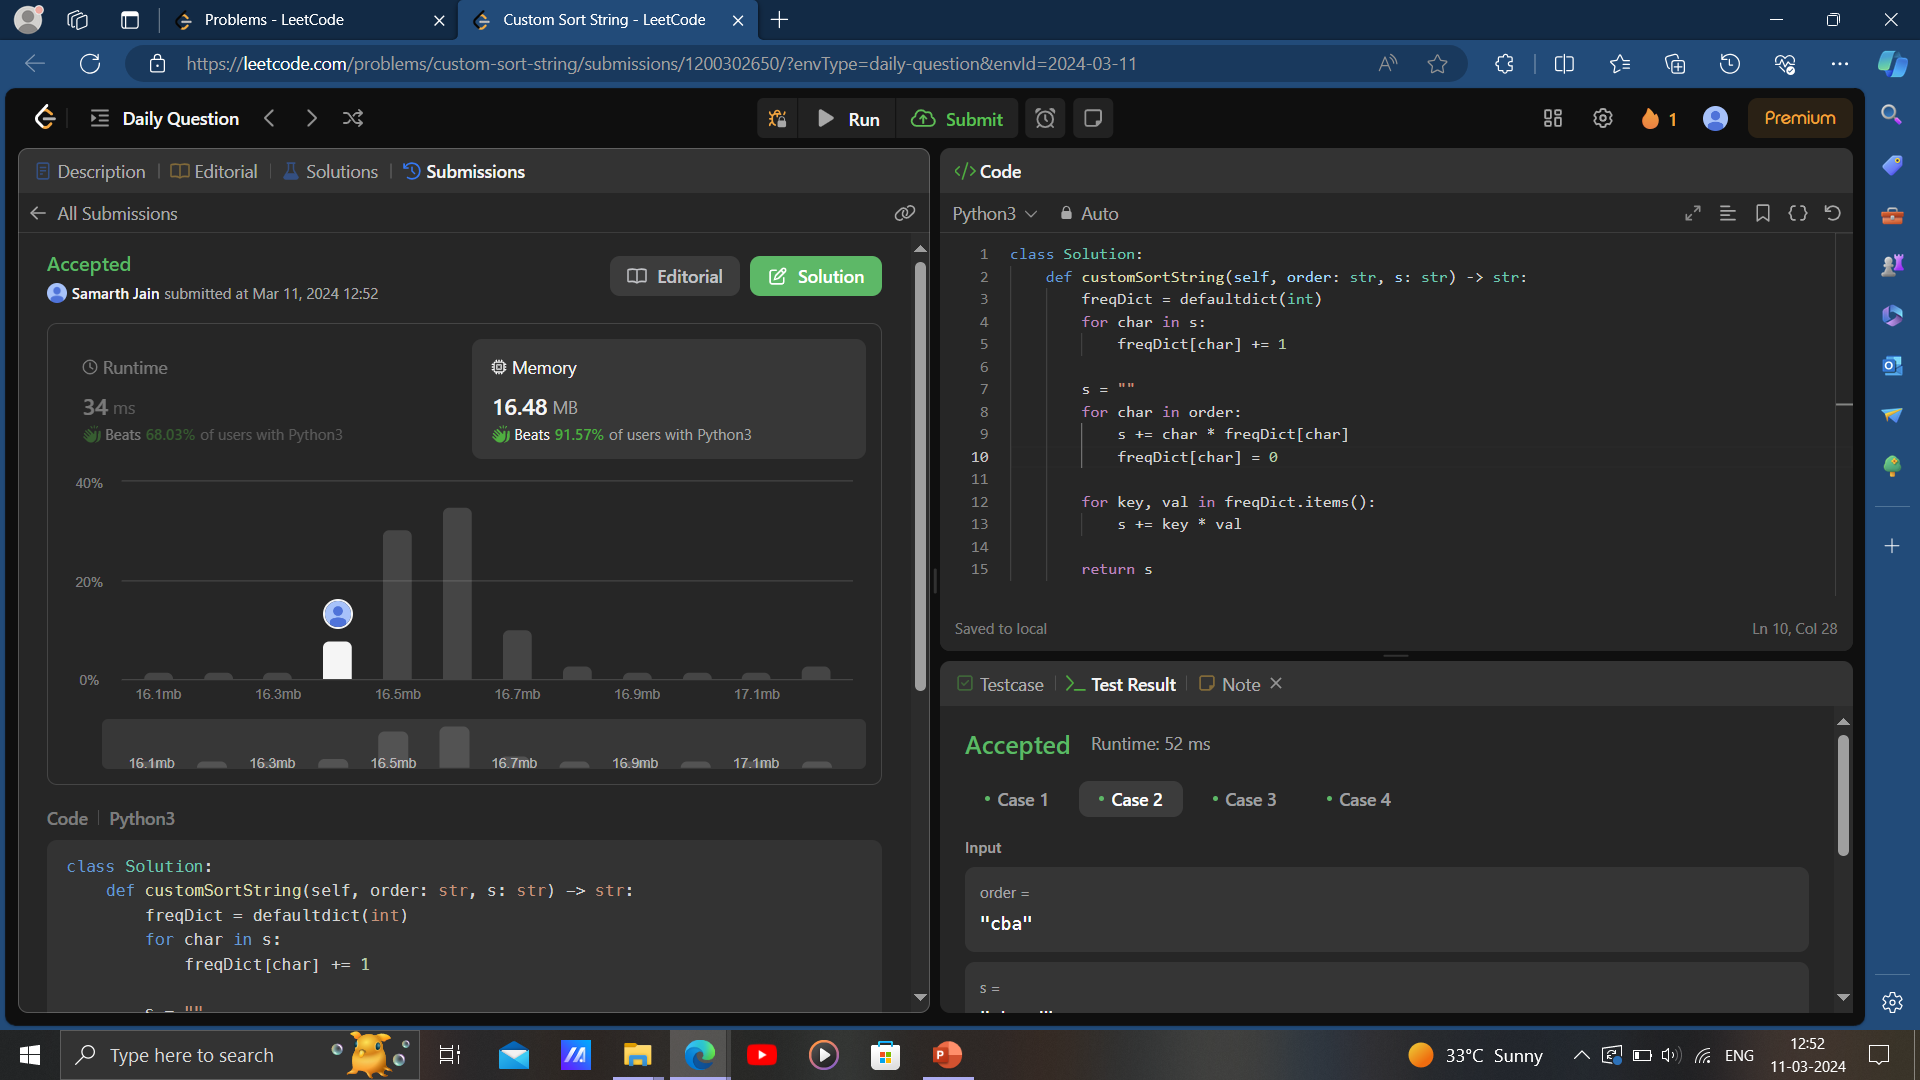 Problems - LeetCode
Custom Sort String - LeetCode
https://leetcode.com/problems/custom-sort-string/submissions/1200302650/?envType=daily-question&envId=2024-03-11
Daily Question
Run
Submit
1
Premium
Description
Editorial
Solutions
Submissions
All Submissions
Accepted
Samarth Jain submitted at Mar 11, 2024 12:52
Editorial
Solution
Runtime
34 ms
Beats 68.03% of users with Python3
Memory
16.48 MB
Beats 91.57% of users with Python3
40%
20%
0%
16.1mb 16.3mb 16.5mb 16.7mb 16.9mb 17.1mb
16.1mb 16.3mb 16.5mb 16.7mb 16.9mb 17.1mb
Code | Python3
class Solution:
def customSortString(self, order: str, s: str) -> str:
freqDict = defaultdict(int)
for char in s:
freqDict[char] += 1
s = ""
</> Code
Python3
Auto
1 class Solution:
2 def customSortString(self, order: str, s: str) -> str:
3 freqDict = defaultdict(int)
4 for char in s:
5 freqDict[char] += 1
6
7 s = ""
8 for char in order:
9 s += char * freqDict[char]
10 freqDict[char] = 0
11
12 for key, val in freqDict.items():
13 s += key * val
14
15 return s
Saved to local
Ln 10, Col 28
Testcase
Test Result
Note
Accepted
Runtime: 52 ms
• Case 1
• Case 2
• Case 3
• Case 4
Input
order =
"cba"
s =
Type here to search
33°C Sunny
ENG
12:52
11-03-2024